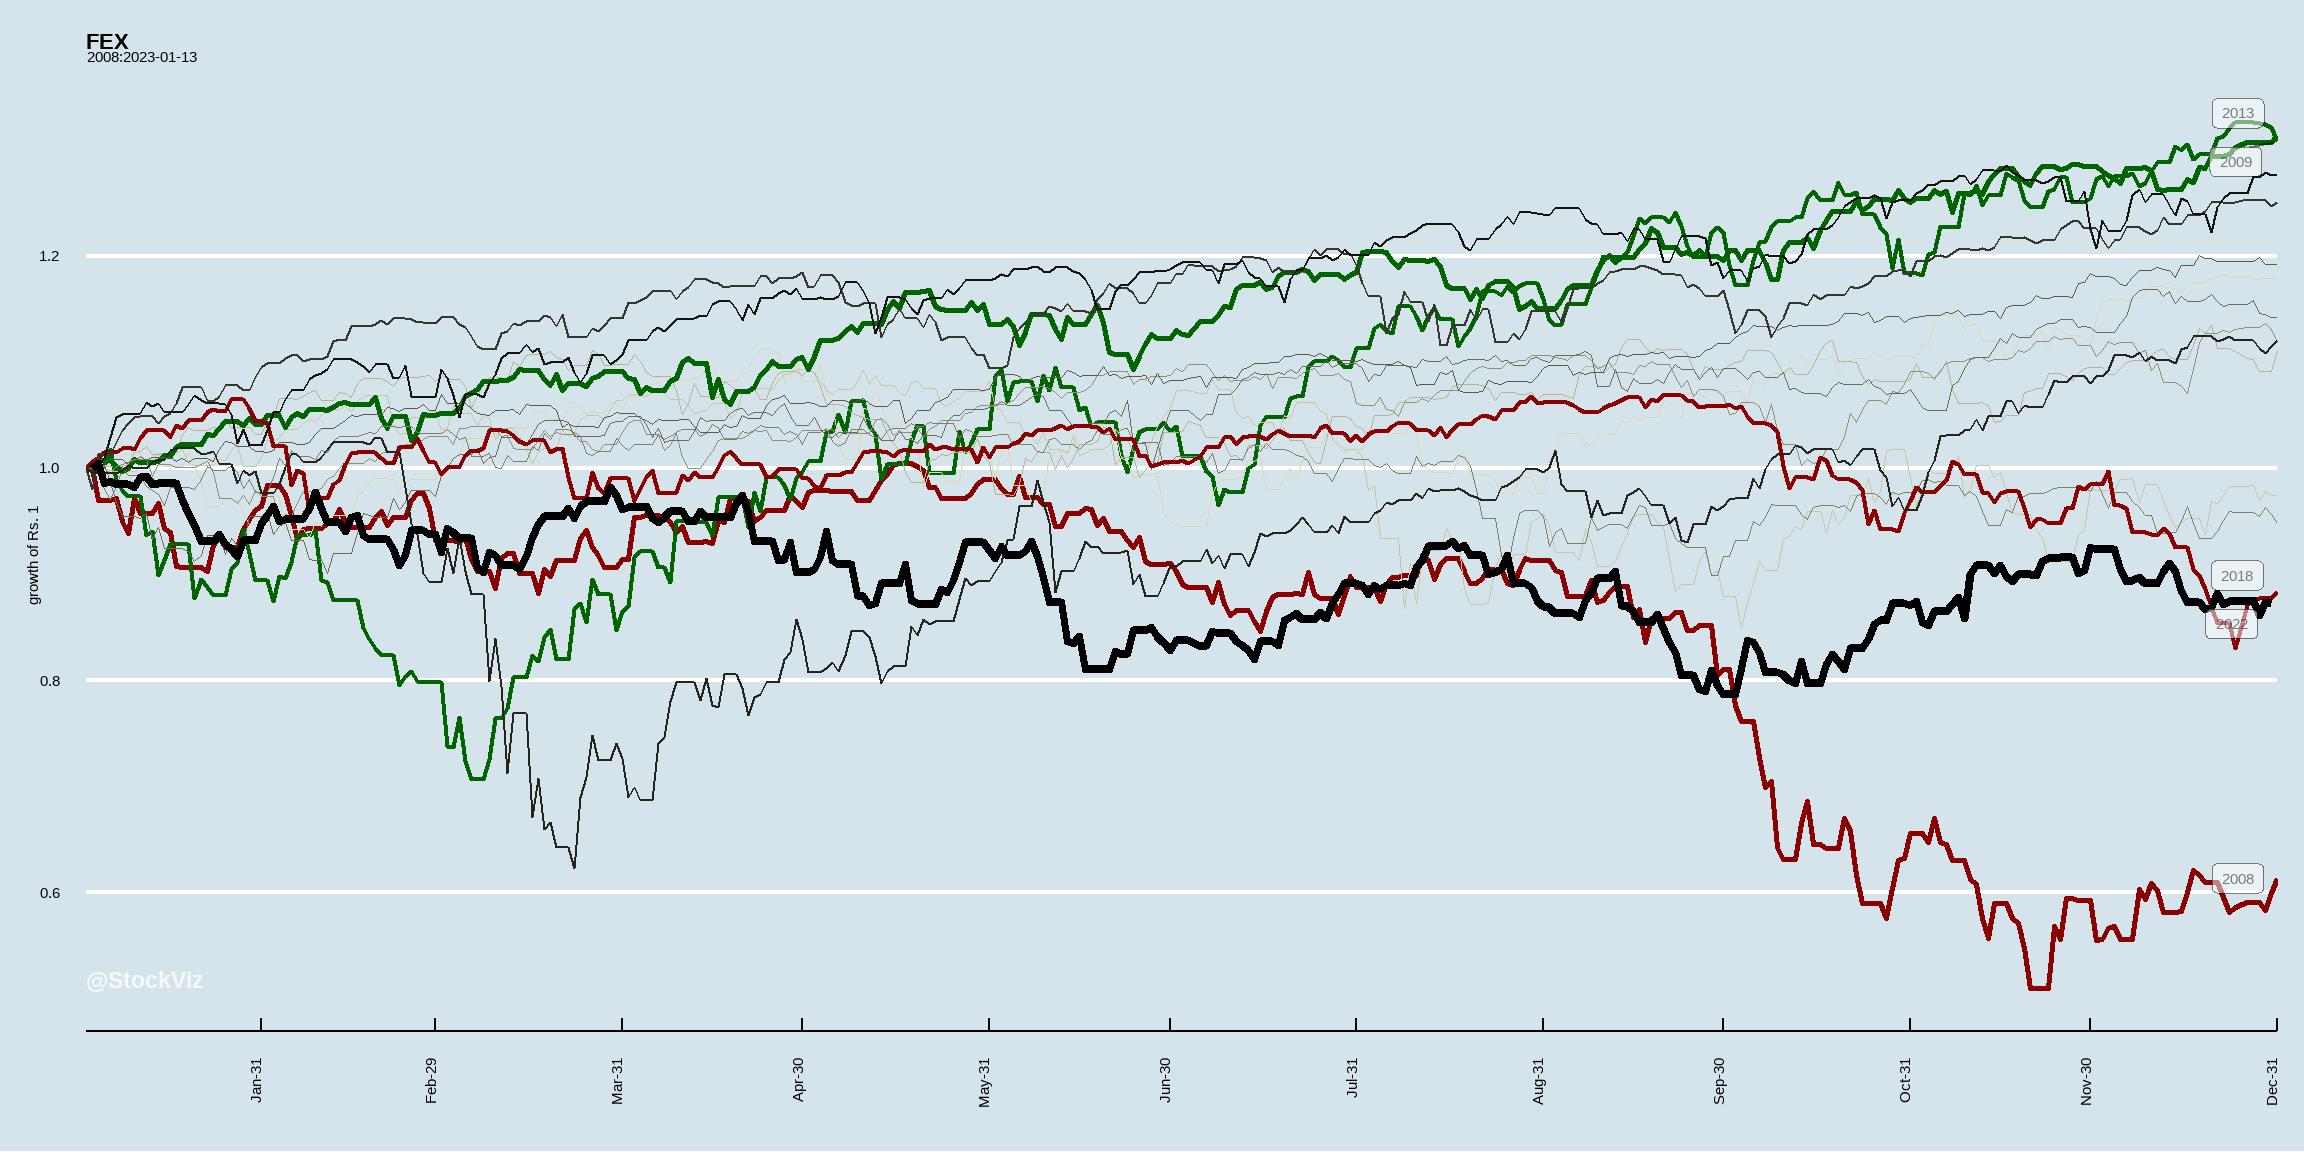 FEX
2008:2023-01-13
2013
2009
1.2
1.0
growth of Rs. 1
2018
2022
0.8
2008
0.6
@StockViz
Jan-31
Feb-29
Mar-31
Apr-30
May-31
Jun-30
Jul-31
Aug-31
Sep-30
Oct-31
Nov-30
Dec-31